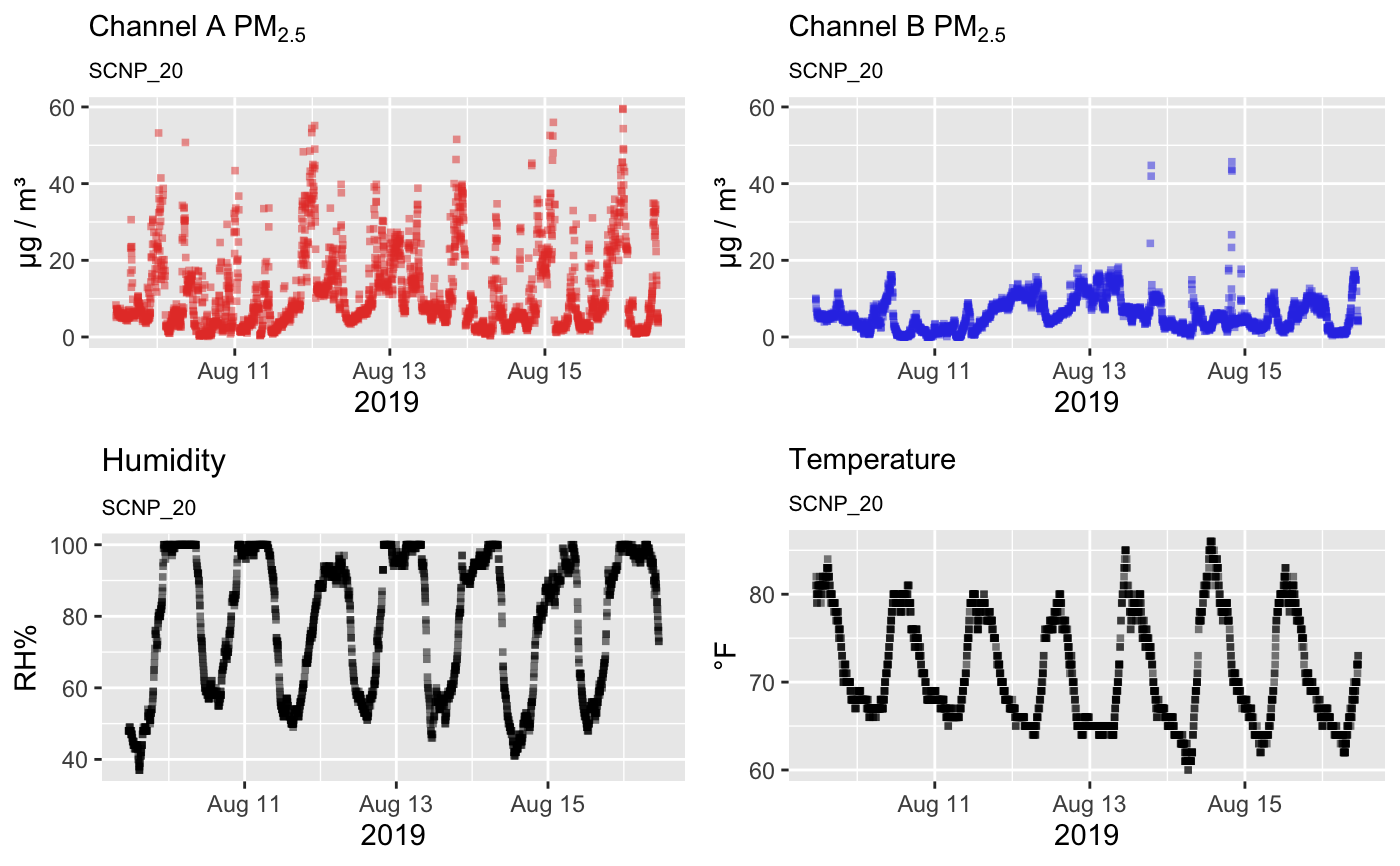 Channel A PM2.5
SCNP_20
60
40
20
0
µg / m³
Aug 11 Aug 13 Aug 15
2019
Channel B PM2.5
SCNP_20
60
40
20
0
µg / m³
Aug 11 Aug 13 Aug 15
2019
Humidity
SCNP_20
100
80
60
40
RH%
Aug 11 Aug 13 Aug 15
2019
Temperature
SCNP_20
80
70
60
°F
Aug 11 Aug 13 Aug 15
2019